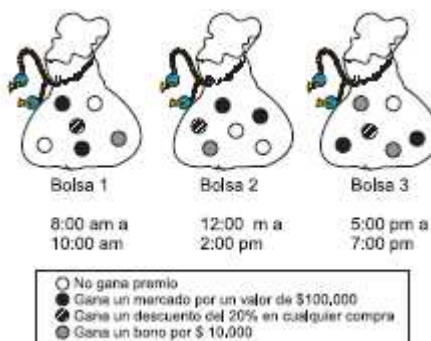 Bolsa 1
Bolsa 2
Bolsa 3
8:00 am a
10:00 am
12:00 m a
2:00 pm
5:00 pm a
7:00 pm
No gana premio
Gana un mercado por un valor de $100,000
Gana un descuento del 20% en cualquier compra
Gana un bono por $ 10,000